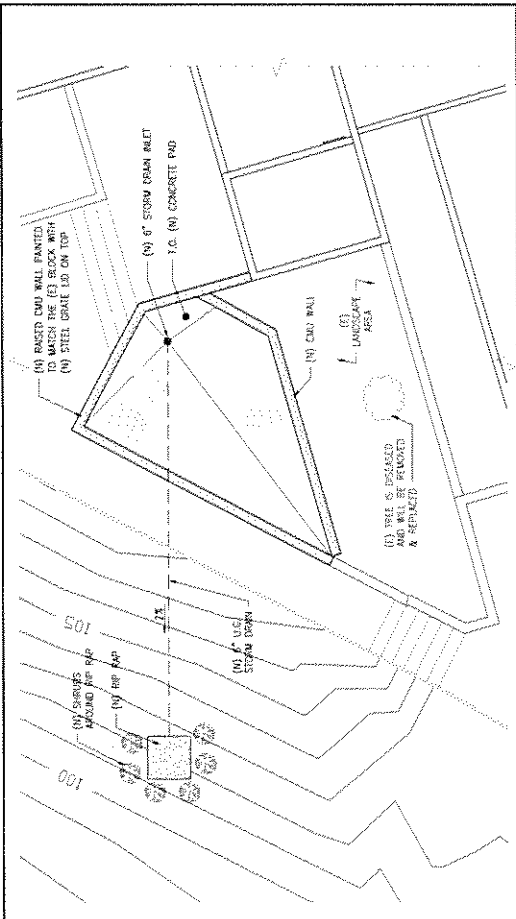 (N) RAISED CMU WALL PAINTED
TO MATCH THE (E) BLOCK WITH
(N) STEEL GRATE LID ON TOP
(N) 6" STORM DRAIN INLET
T.O. (N) CONCRETE PAD
(N) CMU WALL
(E)
LANDSCAPE
AREA
(E) TREE IS DISEASED
AND WILL BE REMOVED
& REPLACED
2%
(N) 6" U.G.
STORM DRAIN
105
(N) SHRUBS
AROUND RIP RAP
(N) RIP RAP
100